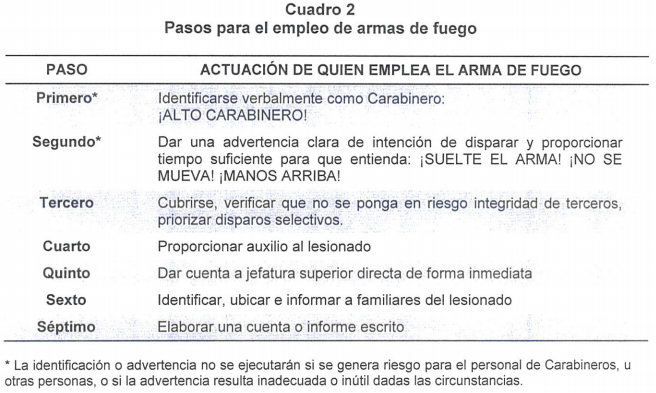 Cuadro 2
Pasos para el empleo de armas de fuego
PASO ACTUACIÓN DE QUIEN EMPLEA EL ARMA DE FUEGO
Primero* Identificarse verbalmente como Carabinero:
¡ALTO CARABINERO!
Segundo* Dar una advertencia clara de intención de disparar y proporcionar
tiempo suficiente para que entienda: ¡SUELTE EL ARMA! ¡NO SE
MUEVA! ¡MANOS ARRIBA!
Tercero Cubrirse, verificar que no se ponga en riesgo integridad de terceros,
priorizar disparos selectivos.
Cuarto Proporcionar auxilio al lesionado
Quinto Dar cuenta a jefatura superior directa de forma inmediata
Sexto Identificar, ubicar e informar a familiares del lesionado
Séptimo Elaborar una cuenta o informe escrito
* La identificación o advertencia no se ejecutarán si se genera riesgo para el personal de Carabineros, u
otras personas, o si la advertencia resulta inadecuada o inútil dadas las circunstancias.